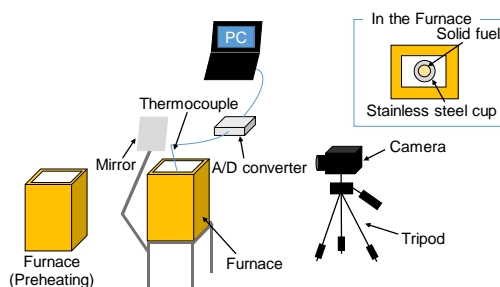 In the Furnace
Solid fuel
Stainless steel cup
PC
Thermocouple
Mirror
A/D converter
Camera
Furnace
(Preheating)
Furnace
Tripod